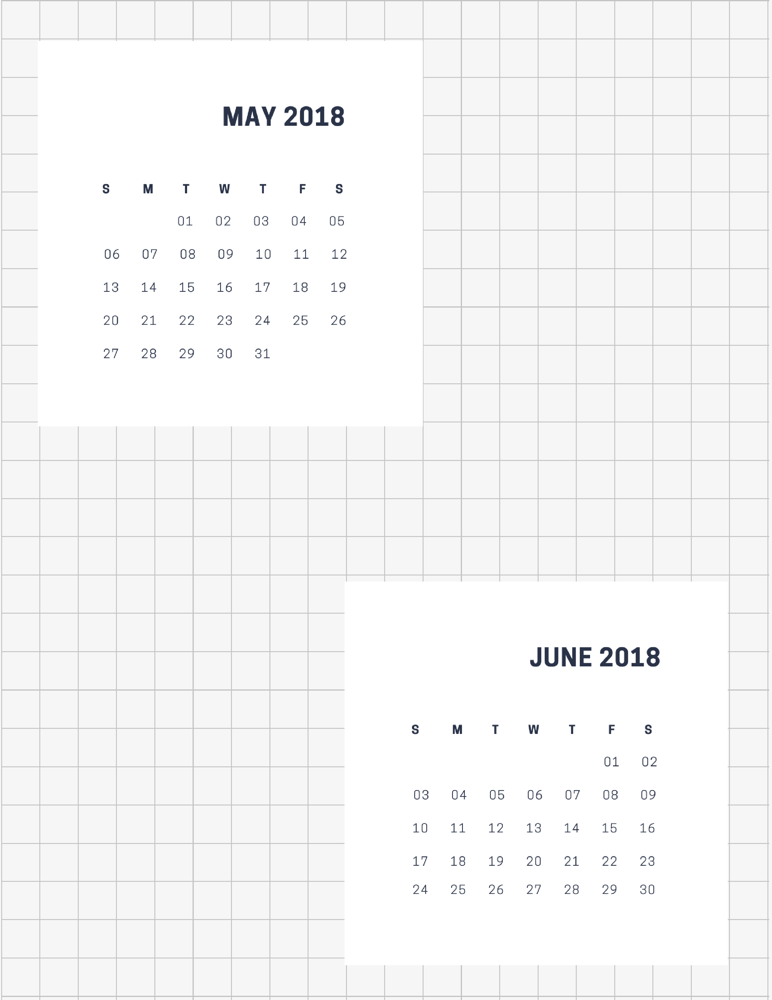 MAY 2018
S M T W T F S
01 02 03 04 05
06 07 08 09 10 11 12
13 14 15 16 17 18 19
20 21 22 23 24 25 26
27 28 29 30 31
JUNE 2018
S M T W T F S
01 02
03 04 05 06 07 08 09
10 11 12 13 14 15 16
17 18 19 20 21 22 23
24 25 26 27 28 29 30